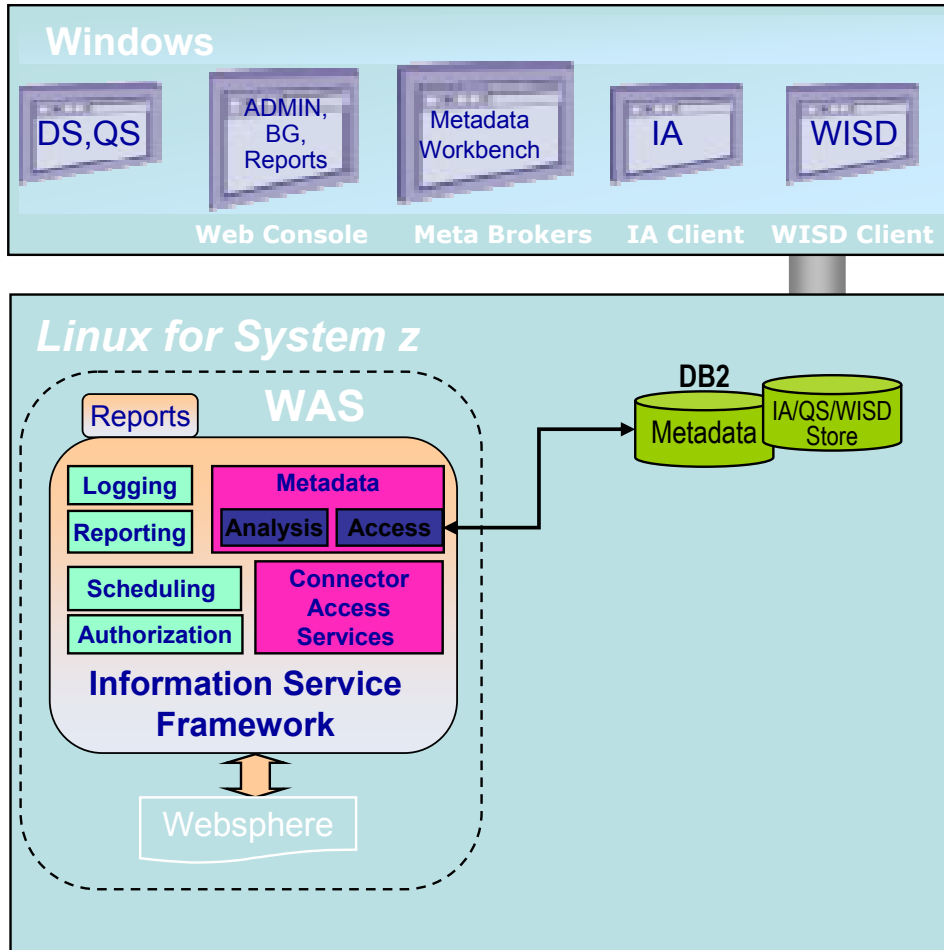 Windows
DS,QS
ADMIN,
BG,
Reports
Metadata
Workbench
IA
WISD
Web Console
Meta Brokers
IA Client
WISD Client
Linux for System z
WAS
Reports
Logging
Reporting
Metadata
Analysis
Access
Scheduling
Authorization
Connector
Access
Services
Information Service
Framework
Websphere
DB2
Metadata
IA/QS/WISD
Store